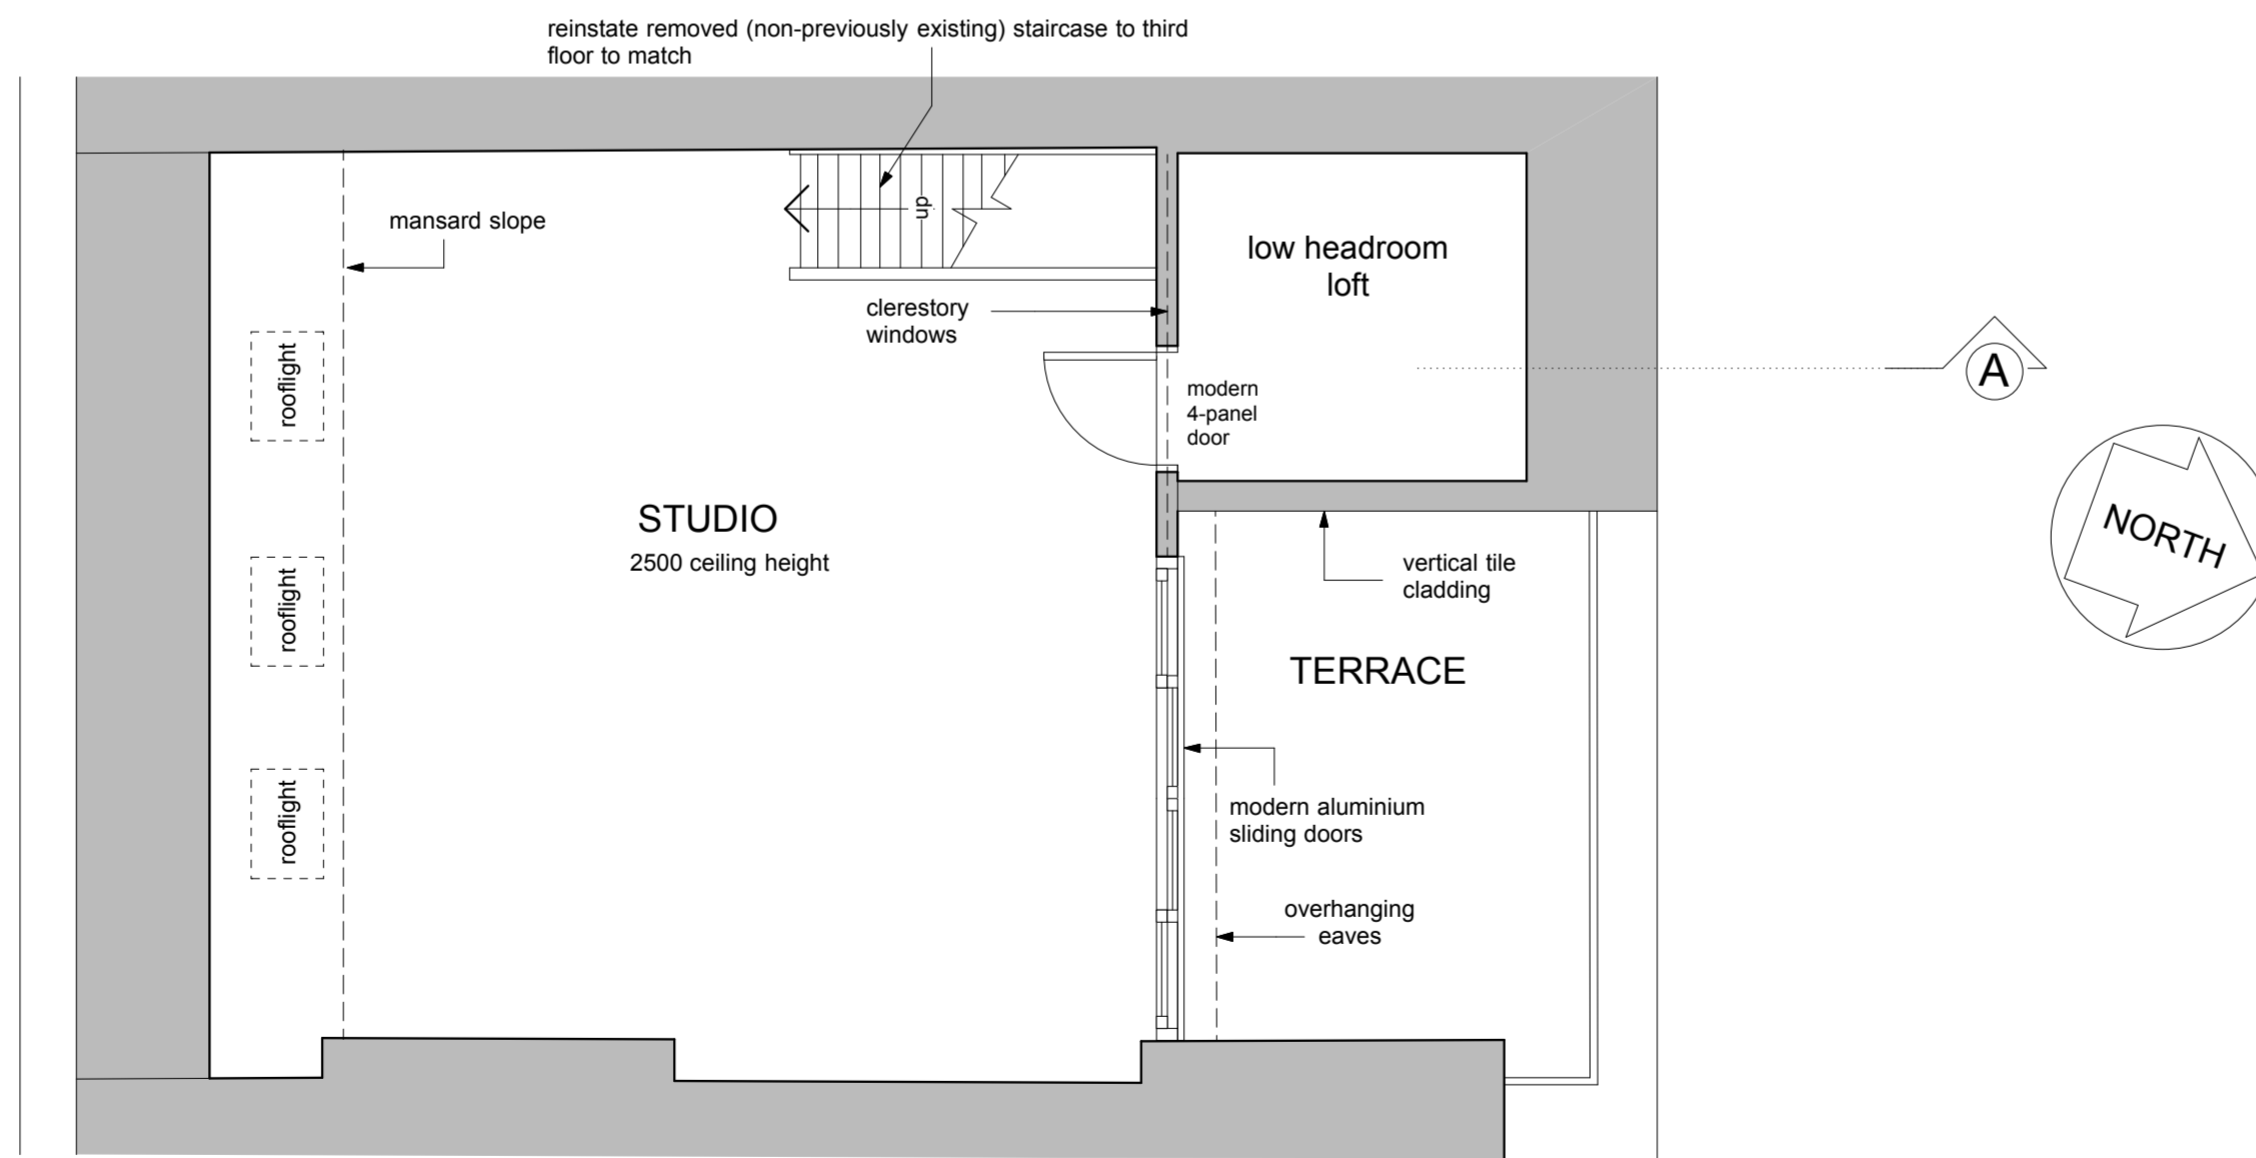 reinstate removed (non-previously existing) staircase to third
floor to match
mansard slope
dn
clerestory
windows
low headroom
loft
modern
4-panel
door
A
NORTH
rooflight
rooflight
rooflight
STUDIO
2500 ceiling height
vertical tile
cladding
TERRACE
modern aluminium
sliding doors
overhanging
eaves